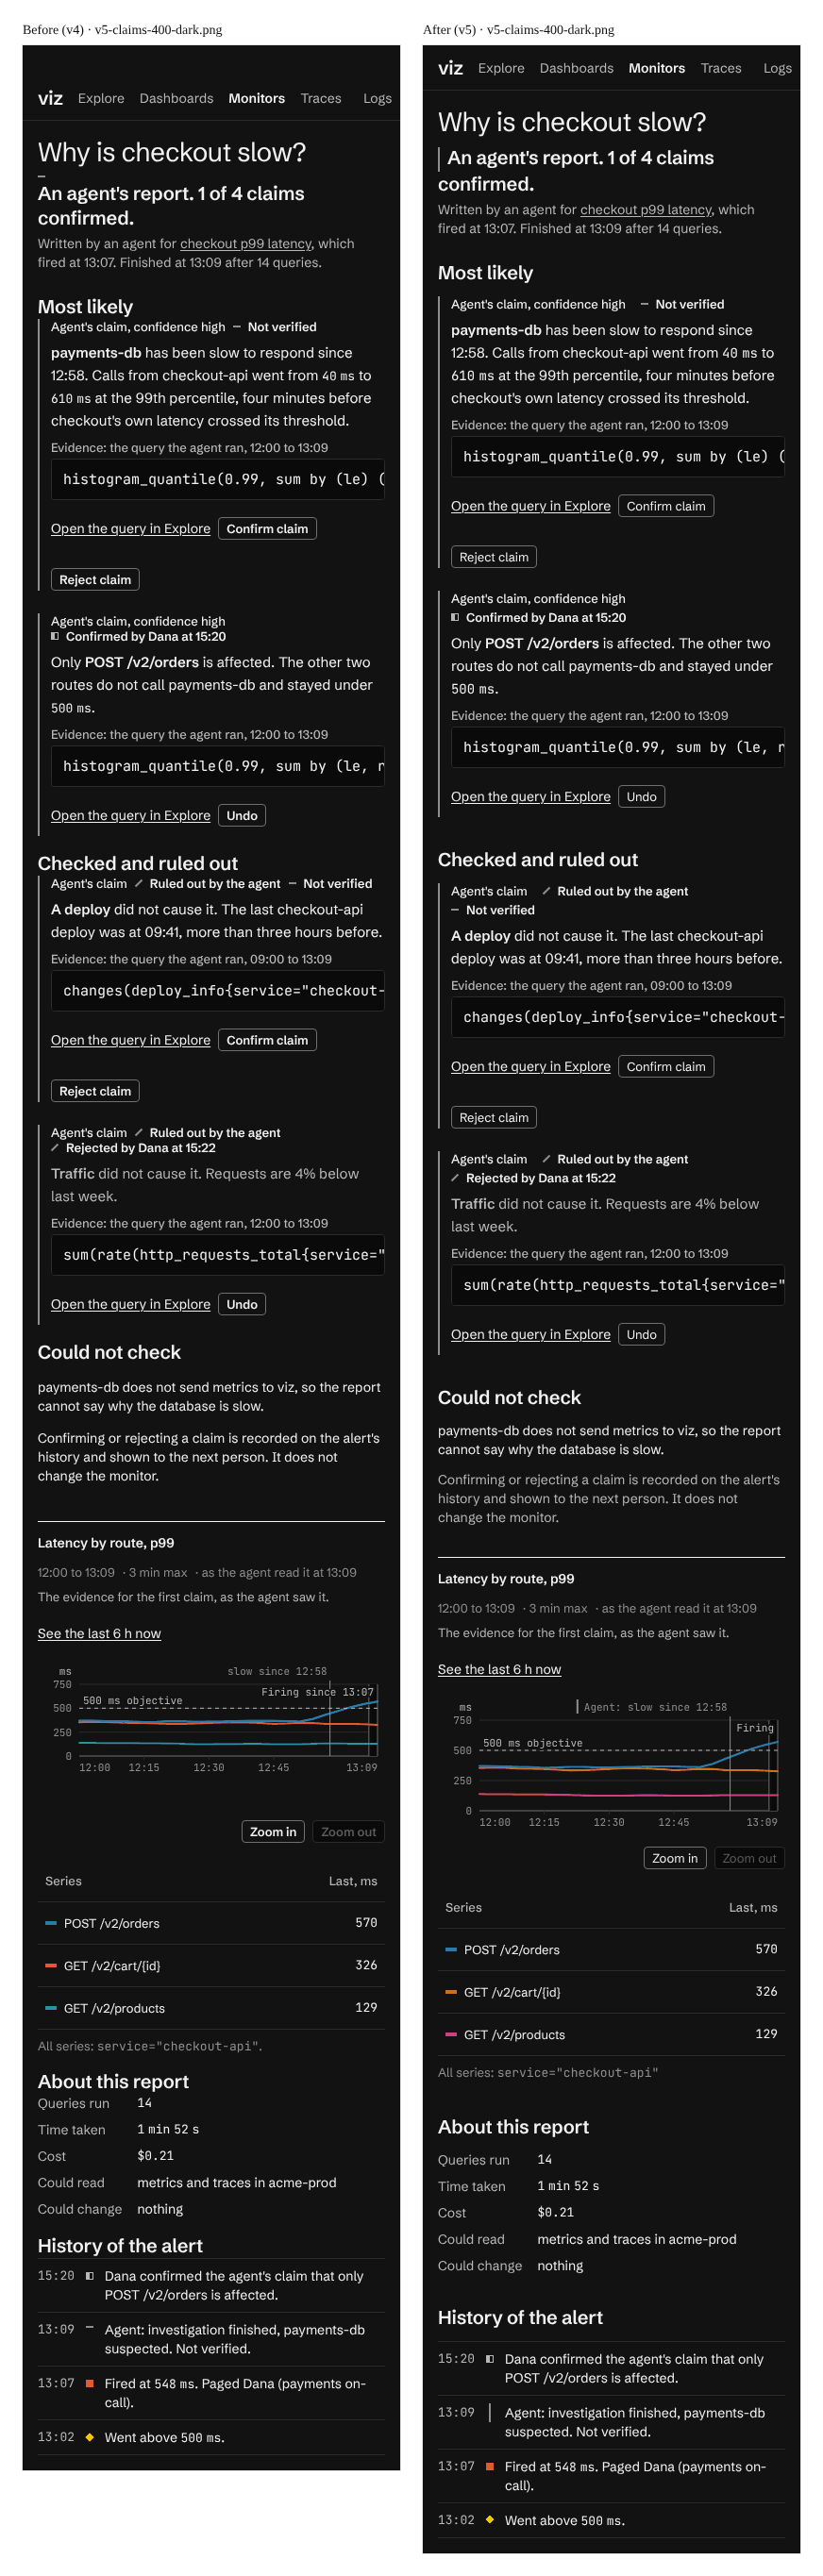 Before (v4) · v5-claims-400-dark.png
viz Explore Dashboards Monitors Traces Logs
Why is checkout slow?
An agent's report. 1 of 4 claims
confirmed.
Written by an agent for checkout p99 latency, which
fired at 13:07. Finished at 13:09 after 14 queries.
Most likely
Agent's claim, confidence high – Not verified
payments-db has been slow to respond since
12:58. Calls from checkout-api went from 40 ms to
610 ms at the 99th percentile, four minutes before
checkout's own latency crossed its threshold.
Evidence: the query the agent ran, 12:00 to 13:09
histogram_quantile(0.99, sum by (le) (
Open the query in Explore Confirm claim
Reject claim
Agent's claim, confidence high
Confirmed by Dana at 15:20
Only POST /v2/orders is affected. The other two
routes do not call payments-db and stayed under
500 ms.
Evidence: the query the agent ran, 12:00 to 13:09
histogram_quantile(0.99, sum by (le, r
Open the query in Explore Undo
Checked and ruled out
Agent's claim Ruled out by the agent – Not verified
A deploy did not cause it. The last checkout-api
deploy was at 09:41, more than three hours before.
Evidence: the query the agent ran, 09:00 to 13:09
changes(deploy_info{service="checkout-
Open the query in Explore Confirm claim
Reject claim
Agent's claim Ruled out by the agent
Rejected by Dana at 15:22
Traffic did not cause it. Requests are 4% below
last week.
Evidence: the query the agent ran, 12:00 to 13:09
sum(rate(http_requests_total{service="
Open the query in Explore Undo
Could not check
payments-db does not send metrics to viz, so the report
cannot say why the database is slow.
Confirming or rejecting a claim is recorded on the alert's
history and shown to the next person. It does not
change the monitor.
Latency by route, p99
12:00 to 13:09 · 3 min max · as the agent read it at 13:09
The evidence for the first claim, as the agent saw it.
See the last 6 h now
ms slow since 12:58
750
Firing since 13:07
500 500 ms objective
250
0
12:00 12:15 12:30 12:45 13:09
Zoom in Zoom out
Series Last, ms
POST /v2/orders 570
GET /v2/cart/{id} 326
GET /v2/products 129
All series: service="checkout-api".
About this report
Queries run 14
Time taken 1 min 52 s
Cost $0.21
Could read metrics and traces in acme-prod
Could change nothing
History of the alert
15:20 Dana confirmed the agent's claim that only
POST /v2/orders is affected.
13:09 Agent: investigation finished, payments-db
suspected. Not verified.
13:07 Fired at 548 ms. Paged Dana (payments on-
call).
13:02 Went above 500 ms.
After (v5) · v5-claims-400-dark.png
viz Explore Dashboards Monitors Traces Logs
Why is checkout slow?
An agent's report. 1 of 4 claims
confirmed.
Written by an agent for checkout p99 latency, which
fired at 13:07. Finished at 13:09 after 14 queries.
Most likely
Agent's claim, confidence high – Not verified
payments-db has been slow to respond since
12:58. Calls from checkout-api went from 40 ms to
610 ms at the 99th percentile, four minutes before
checkout's own latency crossed its threshold.
Evidence: the query the agent ran, 12:00 to 13:09
histogram_quantile(0.99, sum by (le) (
Open the query in Explore Confirm claim
Reject claim
Agent's claim, confidence high
Confirmed by Dana at 15:20
Only POST /v2/orders is affected. The other two
routes do not call payments-db and stayed under
500 ms.
Evidence: the query the agent ran, 12:00 to 13:09
histogram_quantile(0.99, sum by (le, r
Open the query in Explore Undo
Checked and ruled out
Agent's claim Ruled out by the agent
– Not verified
A deploy did not cause it. The last checkout-api
deploy was at 09:41, more than three hours before.
Evidence: the query the agent ran, 09:00 to 13:09
changes(deploy_info{service="checkout-
Open the query in Explore Confirm claim
Reject claim
Agent's claim Ruled out by the agent
Rejected by Dana at 15:22
Traffic did not cause it. Requests are 4% below
last week.
Evidence: the query the agent ran, 12:00 to 13:09
sum(rate(http_requests_total{service="
Open the query in Explore Undo
Could not check
payments-db does not send metrics to viz, so the report
cannot say why the database is slow.
Confirming or rejecting a claim is recorded on the alert's
history and shown to the next person. It does not
change the monitor.
Latency by route, p99
12:00 to 13:09 · 3 min max · as the agent read it at 13:09
The evidence for the first claim, as the agent saw it.
See the last 6 h now
ms Agent: slow since 12:58
750
Firing
500 500 ms objective
250
0
12:00 12:15 12:30 12:45 13:09
Zoom in Zoom out
Series Last, ms
POST /v2/orders 570
GET /v2/cart/{id} 326
GET /v2/products 129
All series: service="checkout-api"
About this report
Queries run 14
Time taken 1 min 52 s
Cost $0.21
Could read metrics and traces in acme-prod
Could change nothing
History of the alert
15:20 Dana confirmed the agent's claim that only
POST /v2/orders is affected.
13:09 Agent: investigation finished, payments-db
suspected. Not verified.
13:07 Fired at 548 ms. Paged Dana (payments on-
call).
13:02 Went above 500 ms.